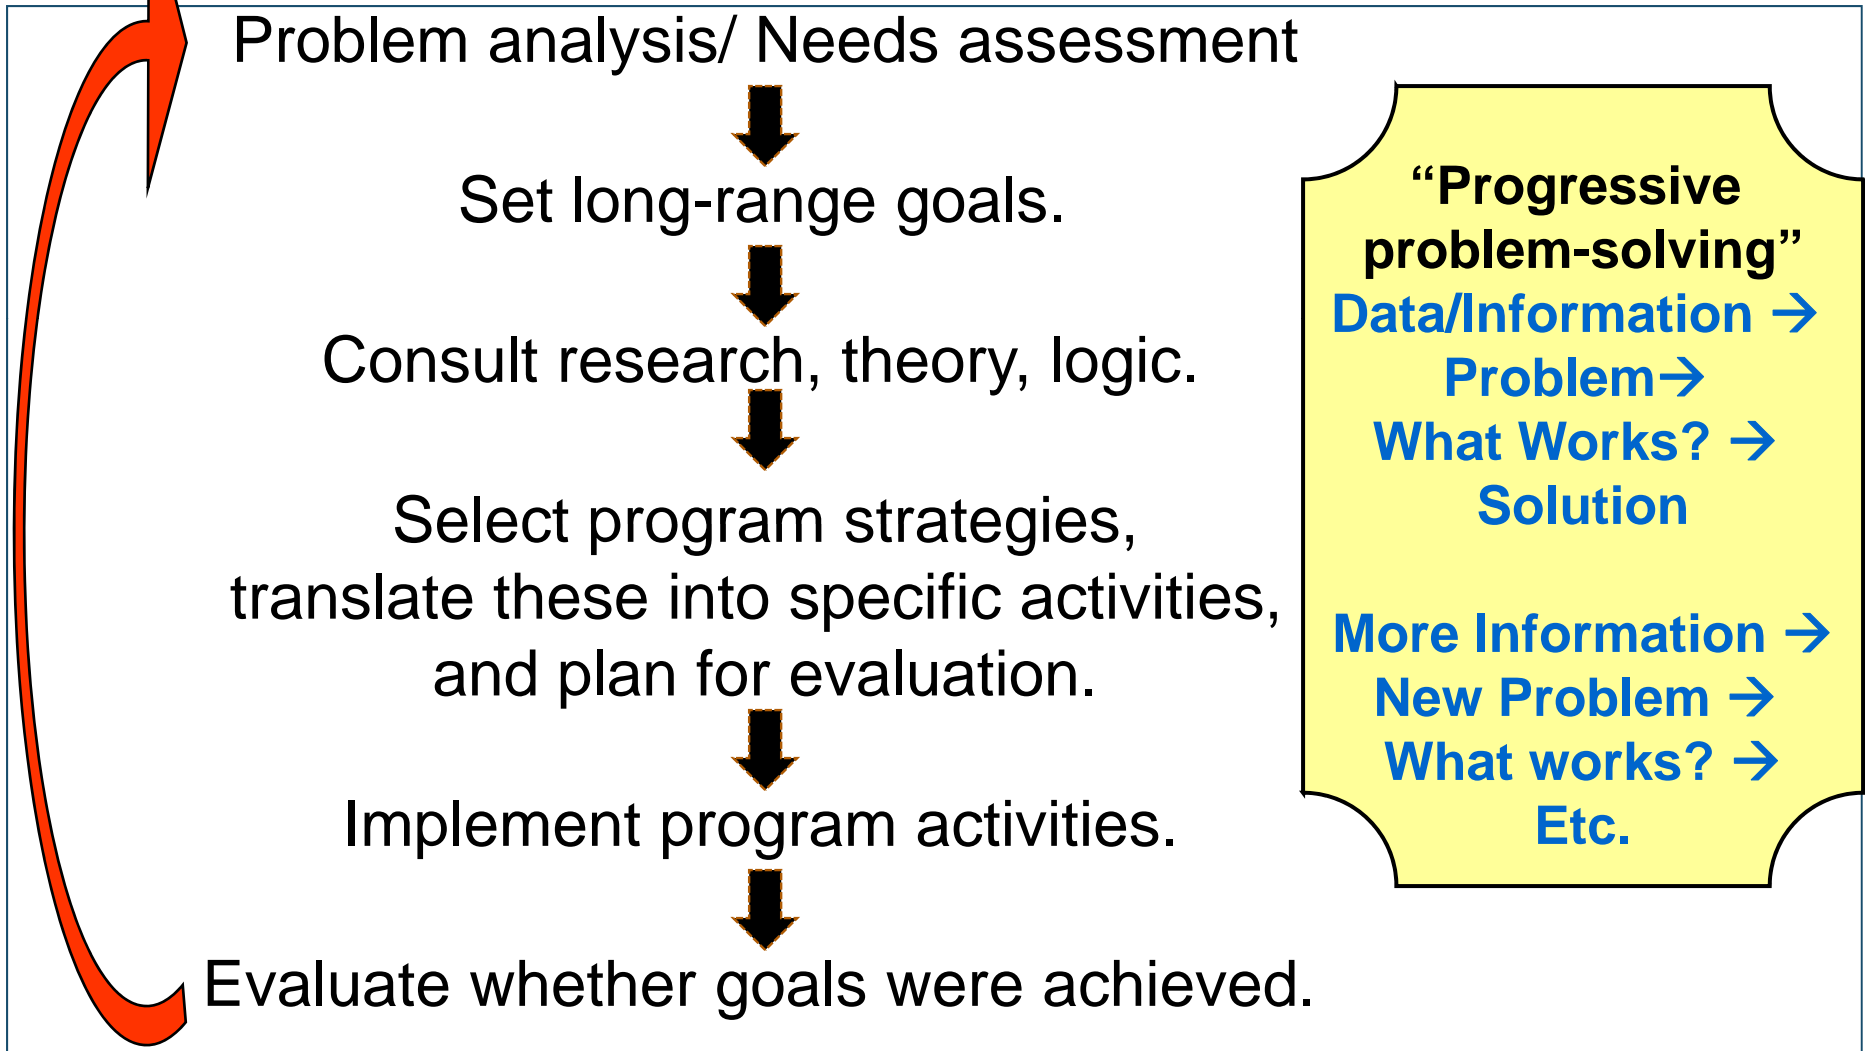 Problem analysis/ Needs assessment
Set long-range goals.
Consult research, theory, logic.
Select program strategies,
translate these into specific activities,
and plan for evaluation.
Implement program activities.
Evaluate whether goals were achieved.
“Progressive
problem-solving”
Data/Information →
Problem→
What Works? →
Solution
More Information →
New Problem →
What works? →
Etc.